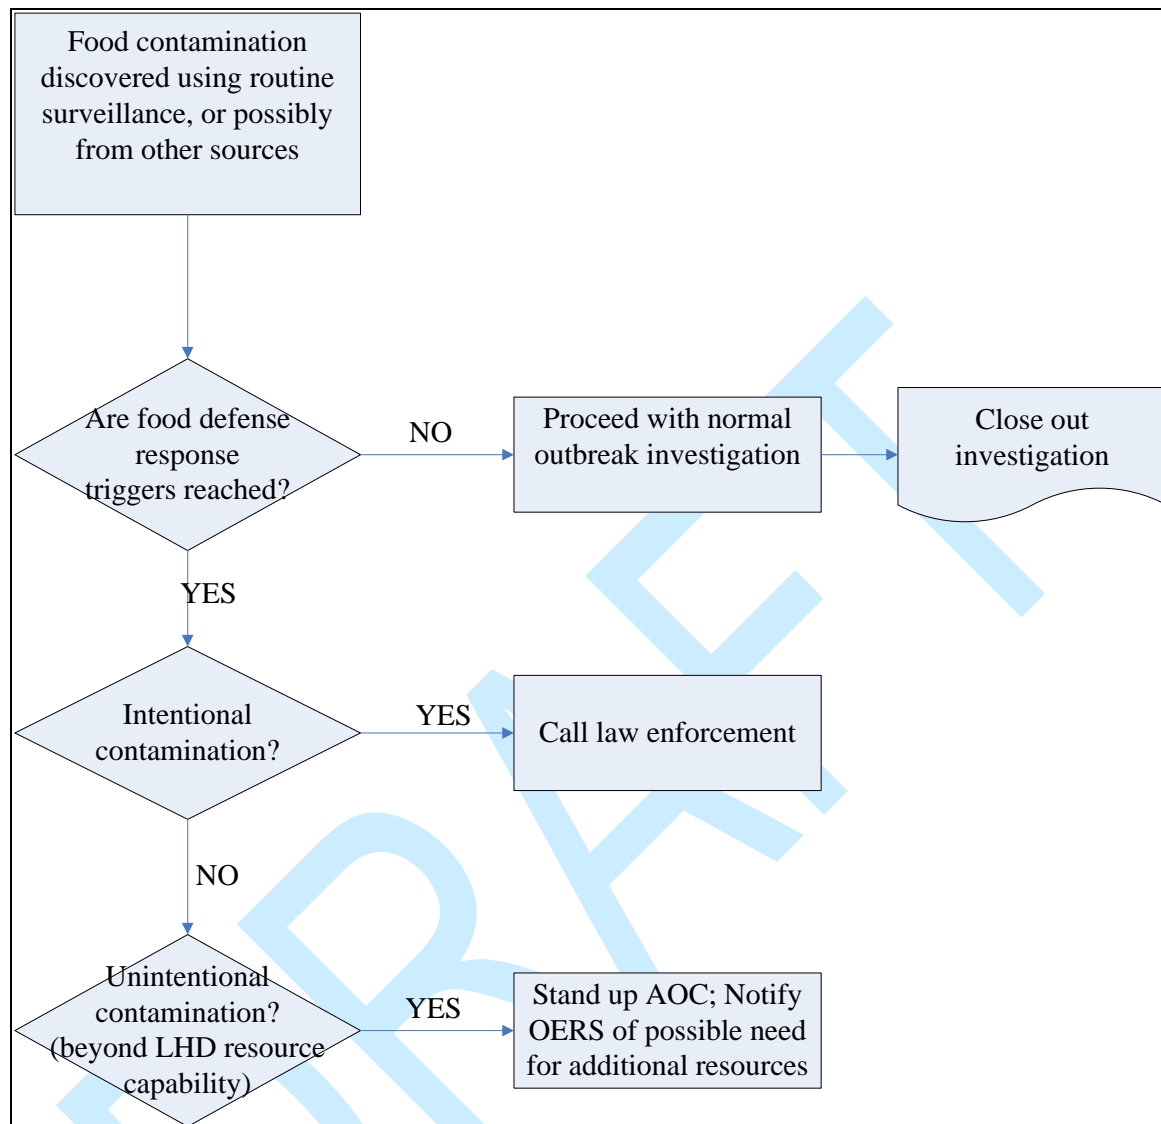 Food contamination
discovered using routine
surveillance, or possibly
from other sources
Are food defense
response
triggers reached?
NO
Proceed with normal
outbreak investigation
Close out
investigation
YES
Intentional
contamination?
YES
Call law enforcement
NO
Unintentional
contamination?
(beyond LHD resource
capability)
YES
Stand up AOC; Notify
OERS of possible need
for additional resources
DRAFT